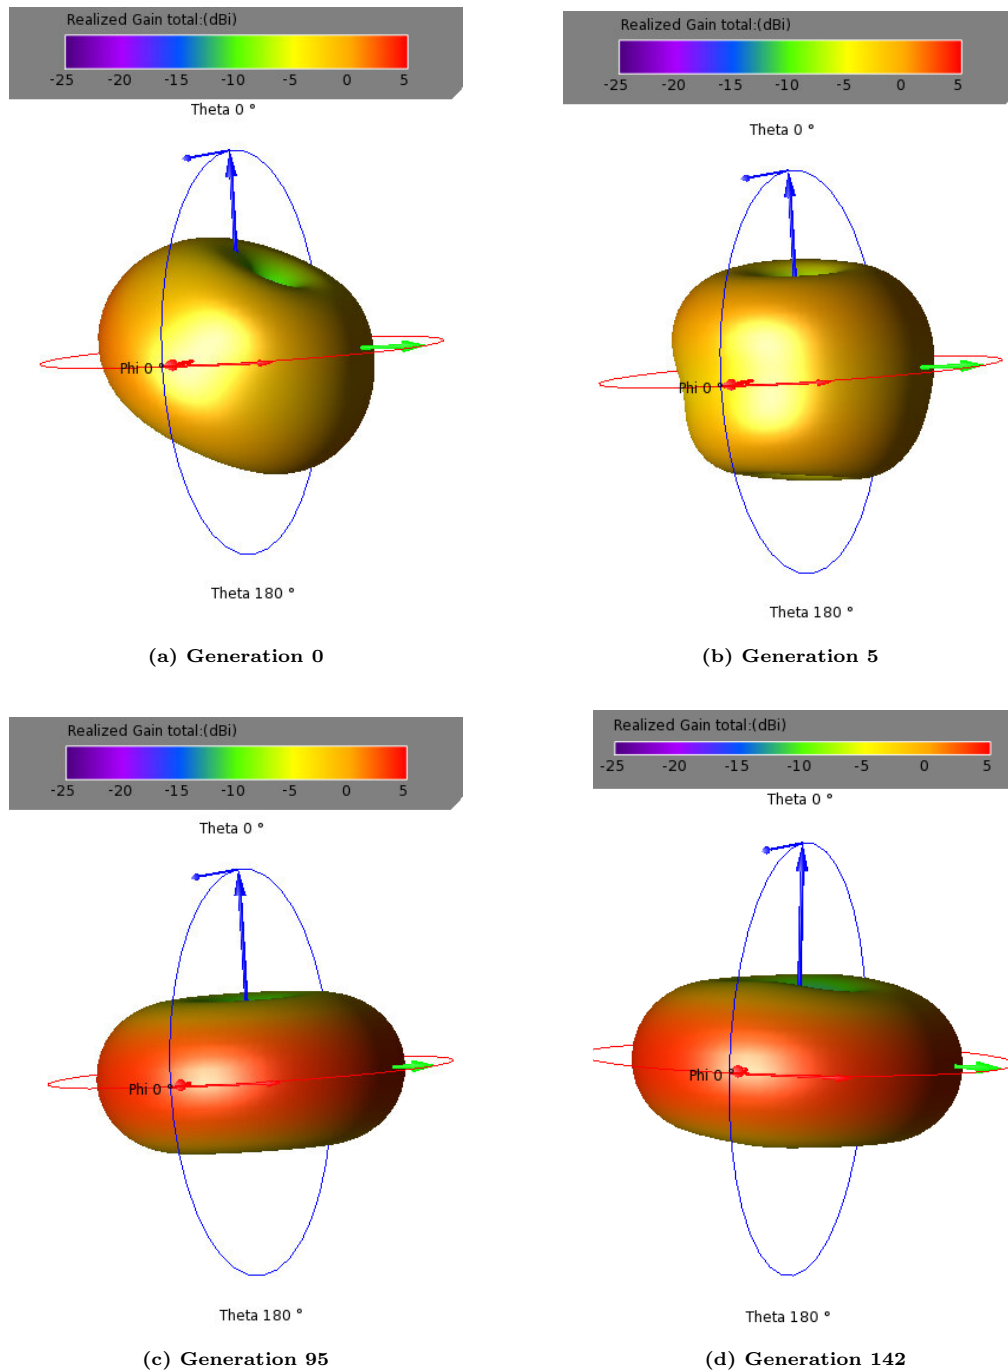 Realized Gain total:(dBi)
-25 -20 -15 -10 -5 0 5
Theta 0 °
Phi 0 °
Theta 180 °
(a) Generation 0
Realized Gain total:(dBi)
-25 -20 -15 -10 -5 0 5
Theta 0 °
Phi 0 °
Theta 180 °
(b) Generation 5
Realized Gain total:(dBi)
-25 -20 -15 -10 -5 0 5
Theta 0 °
Phi 0 °
Theta 180 °
(c) Generation 95
Realized Gain total:(dBi)
-25 -20 -15 -10 -5 0 5
Theta 0 °
Phi 0 °
Theta 180 °
(d) Generation 142